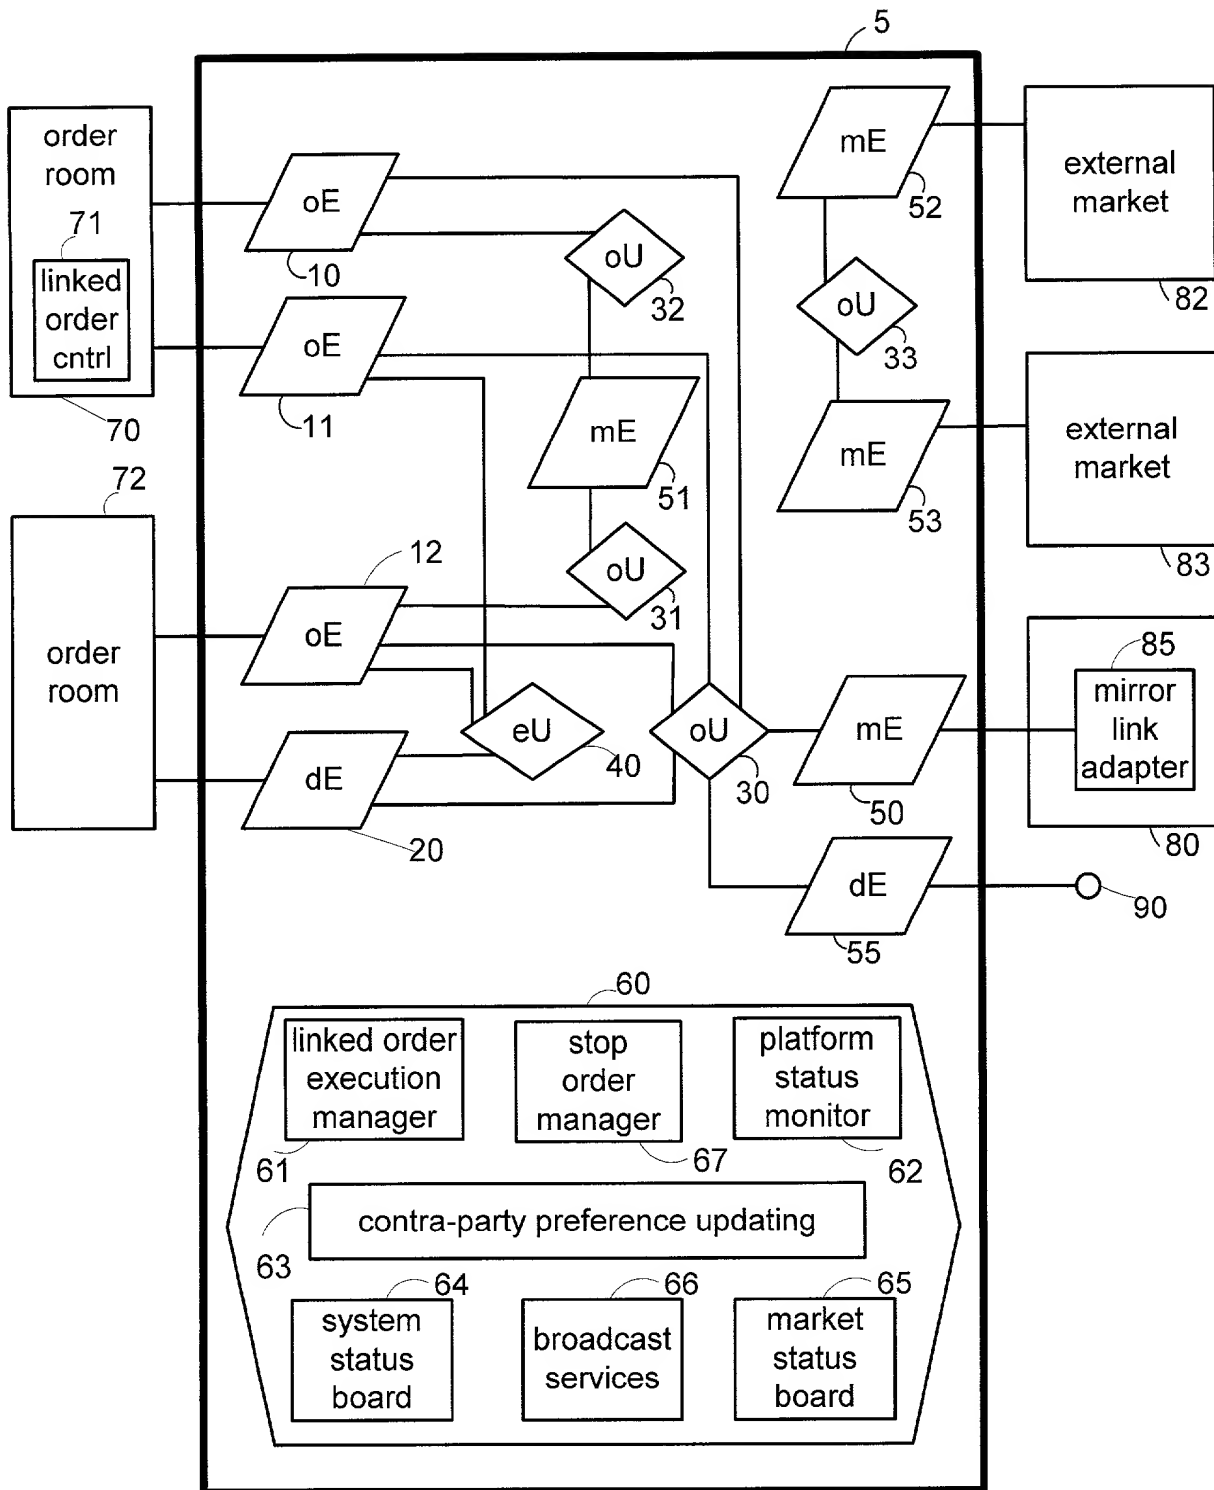 5
order
room
71
linked
order
cntrl
70
oE
10
oE
11
oU
32
mE
51
oU
31
mE
52
oU
33
mE
53
external
market
82
external
market
83
72
order
room
12
oE
dE
20
eU
40
oU
30
mE
50
dE
55
85
mirror
link
adapter
80
90
60
linked order
execution
manager
61
stop
order
manager
67
platform
status
monitor
62
contra-party preference updating
63
64
system
status
board
66
broadcast
services
65
market
status
board